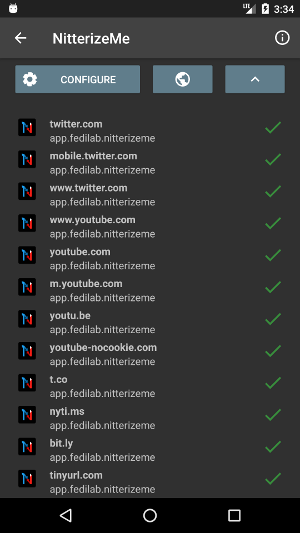 LTE 3:34
NitterizeMe
CONFIGURE
twitter.com
app.fedilab.nitterizeme
mobile.twitter.com
app.fedilab.nitterizeme
www.twitter.com
app.fedilab.nitterizeme
www.youtube.com
app.fedilab.nitterizeme
youtube.com
app.fedilab.nitterizeme
m.youtube.com
app.fedilab.nitterizeme
youtu.be
app.fedilab.nitterizeme
youtube-nocookie.com
app.fedilab.nitterizeme
t.co
app.fedilab.nitterizeme
nyti.ms
app.fedilab.nitterizeme
bit.ly
app.fedilab.nitterizeme
tinyurl.com
app.fedilab.nitterizeme